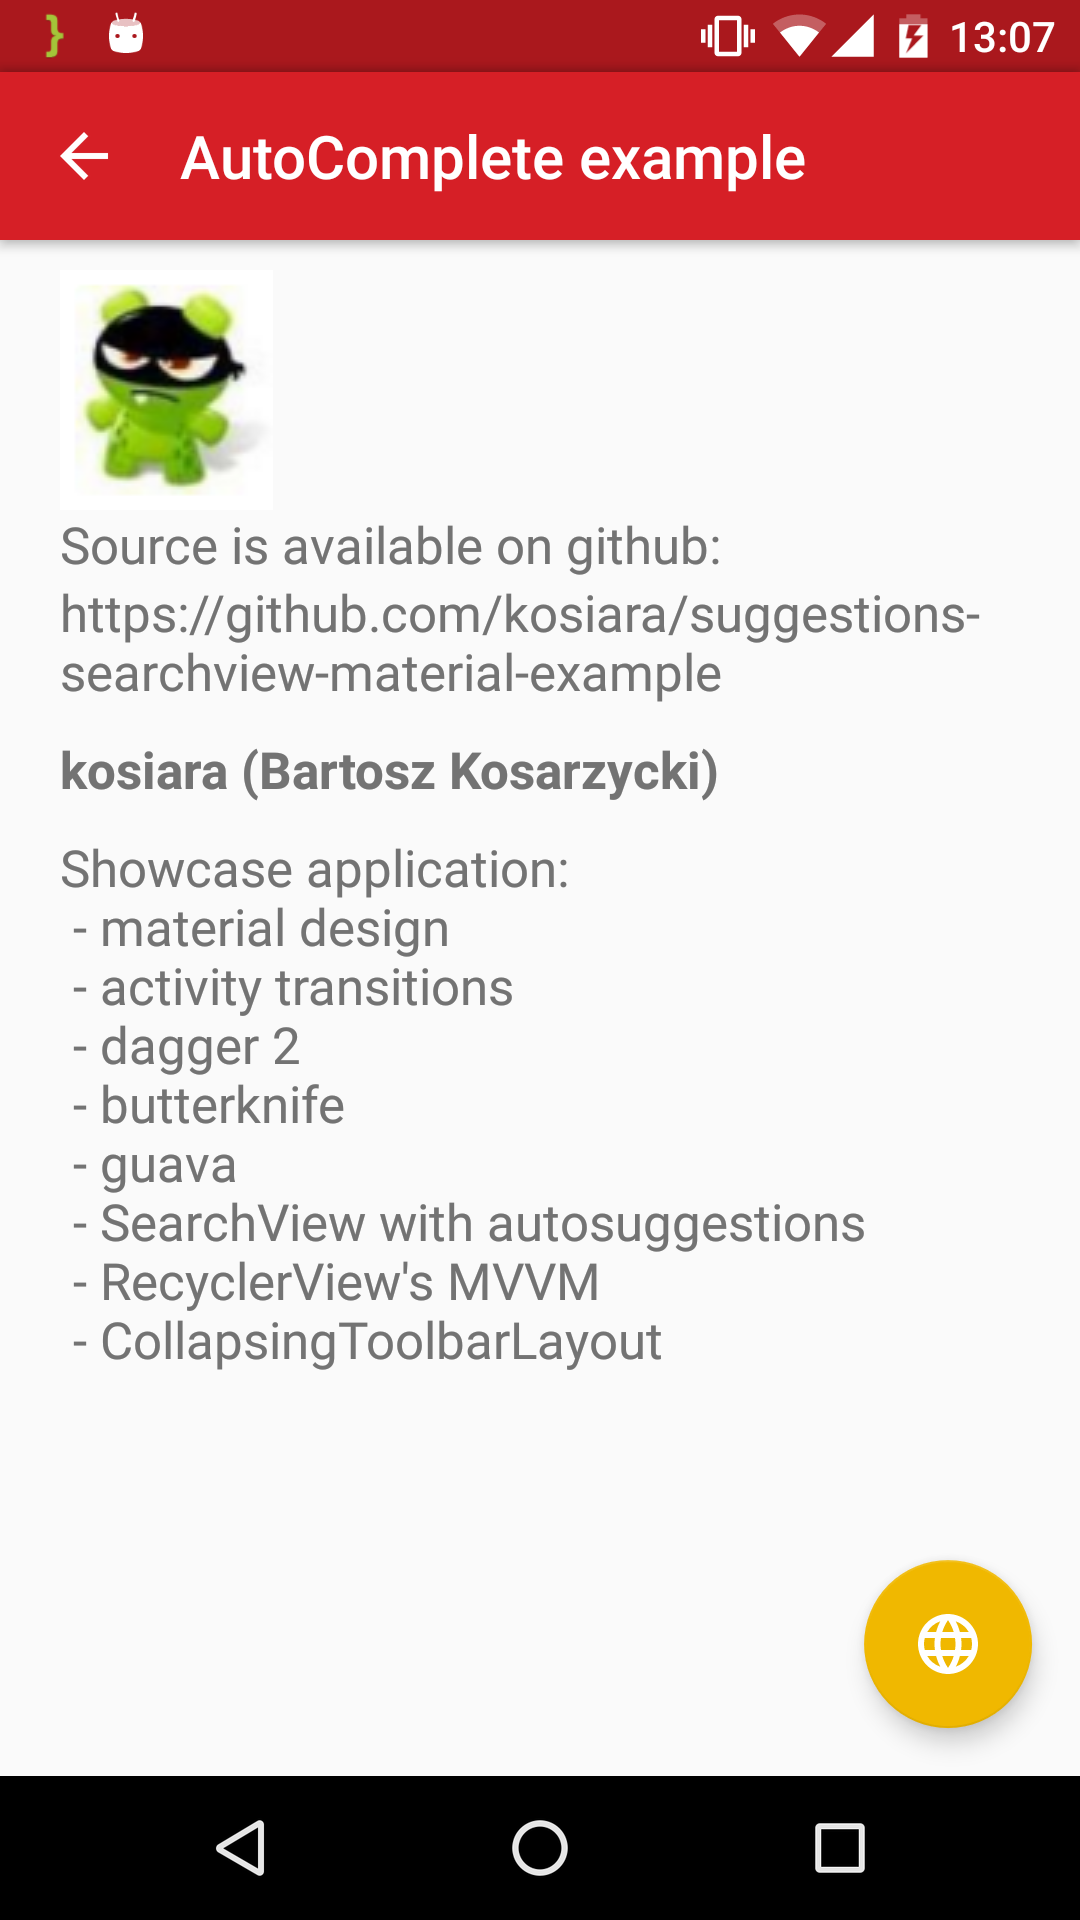 13:07
AutoComplete example
Source is available on github:
https://github.com/kosiara/suggestions-
searchview-material-example
kosiara (Bartosz Kosarzycki)
Showcase application:
- material design
- activity transitions
- dagger 2
- butterknife
- guava
- SearchView with autosuggestions
- RecyclerView's MVVM
- CollapsingToolbarLayout